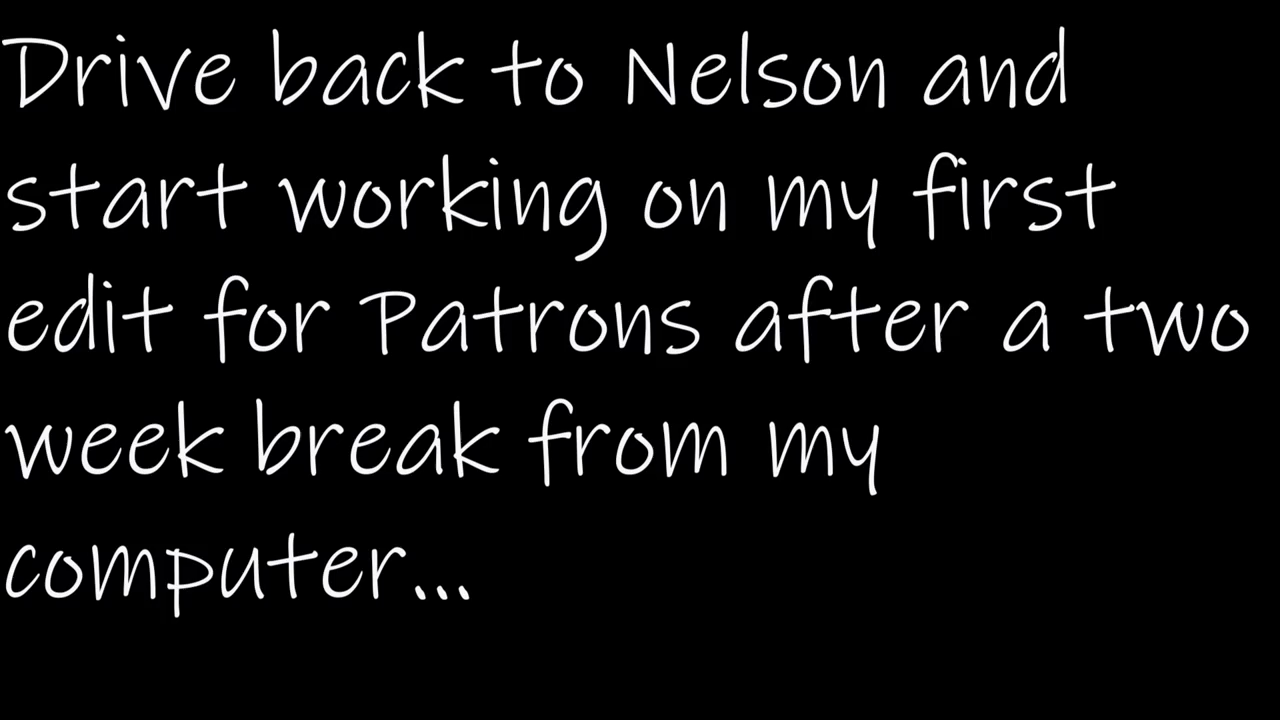 Drive back to Nelson and
start working on my first
edit for Patrons after a two
week break from my
computer...